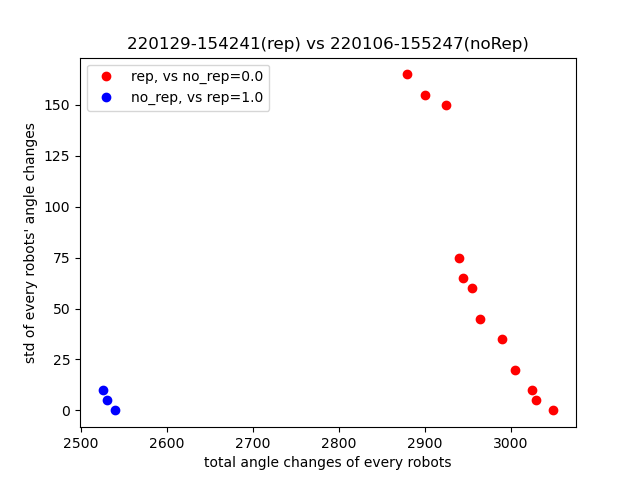 220129-154241(rep) vs 220106-155247(noRep)
rep, vs no_rep=0.0
no_rep, vs rep=1.0
std of every robots' angle changes
150
125
100
75
50
25
0
2500 2600 2700 2800 2900 3000
total angle changes of every robots